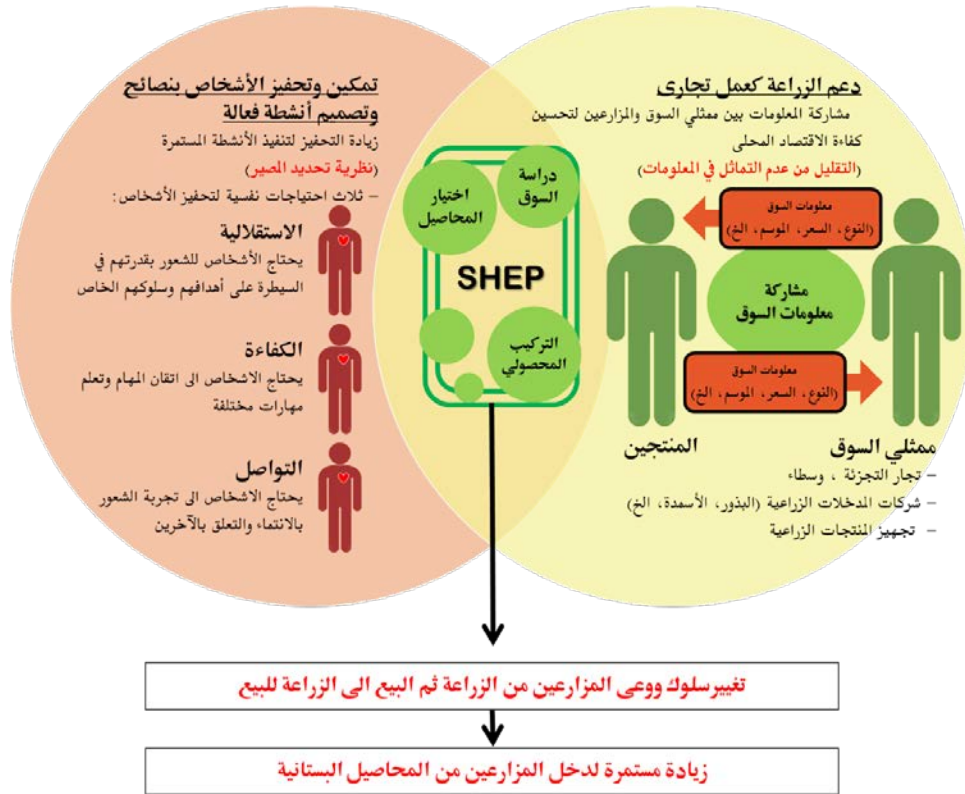 دعم الزراعة كعمل تجارى
مشاركة المعلومات بين ممثلي السوق والمزارعين لتحسين
كفاءة الاقتصاد المحلى
(التقليل من عدم التماثل في المعلومات)
معلومات السوق
(النوع، السعر، الموسم، الخ)
مشاركة
معلومات السوق
معلومات السوق
(النوع، السعر، الموسم، الخ)
ممثلي السوق
المنتجين
– تجار التجزئة ، وسطاء
– شركات المدخلات الزراعية (البذور، الأسمدة، الخ)
– تجهيز المنتجات الزراعية
دراسة
السوق
اختيار
المحاصيل
SHEP
التركيب
المحصولي
تمكين وتحفيز الأشخاص بنصائح
وتصميم أنشطة فعالة
زيادة التحفيز لتنفيذ الأنشطة المستمرة
(نظرية تحديد المصير)
– ثلاث احتياجات نفسية لتحفيز الأشخاص:
الاستقلالية
يحتاج الأشخاص للشعور بقدرتهم في
السيطرة على أهدافهم وسلوكهم الخاص
الكفاءة
يحتاج الاشخاص الى اتقان المهام وتعلم
مهارات مختلفة
التواصل
يحتاج الاشخاص الى تجربة الشعور
بالانتماء والتعلق بالآخرين
تغييرسلوك ووعى المزارعين من الزراعة ثم البيع الى الزراعة للبيع
زيادة مستمرة لدخل المزارعين من المحاصيل البستانية